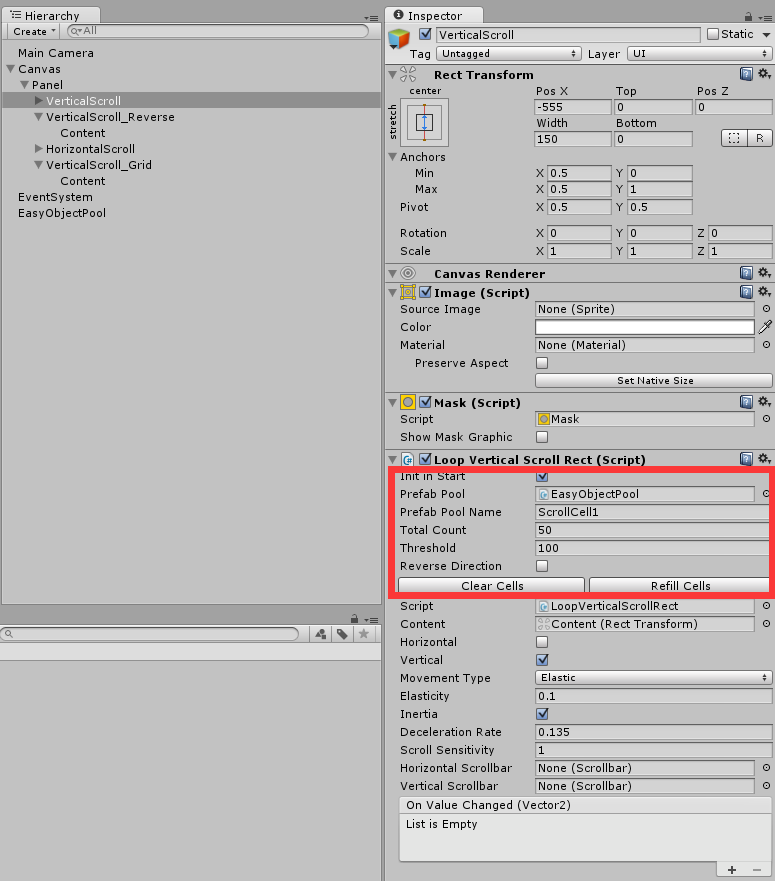 Hierarchy
Create
All
Main Camera
Canvas
Panel
VerticalScroll
VerticalScroll_Reverse
Content
HorizontalScroll
VerticalScroll_Grid
Content
EventSystem
EasyObjectPool
Inspector
VerticalScroll
Static
Tag Untagged Layer UI
Rect Transform
center
stretch
Pos X Top Pos Z
-555 0 0
Width Bottom
150 0
R
Anchors
Min X 0.5 Y 0
Max X 0.5 Y 1
Pivot X 0.5 Y 0.5
Rotation X 0 Y 0 Z 0
Scale X 1 Y 1 Z 1
Canvas Renderer
Image (Script)
Source Image None (Sprite)
Color
Material None (Material)
Preserve Aspect
Set Native Size
Mask (Script)
Script Mask
Show Mask Graphic
Loop Vertical Scroll Rect (Script)
Init in Start
Prefab Pool EasyObjectPool
Prefab Pool Name ScrollCell1
Total Count 50
Threshold 100
Reverse Direction
Clear Cells Refill Cells
Script LoopVerticalScrollRect
Content Content (Rect Transform)
Horizontal
Vertical
Movement Type Elastic
Elasticity 0.1
Inertia
Deceleration Rate 0.135
Scroll Sensitivity 1
Horizontal Scrollbar None (Scrollbar)
Vertical Scrollbar None (Scrollbar)
On Value Changed (Vector2)
List is Empty